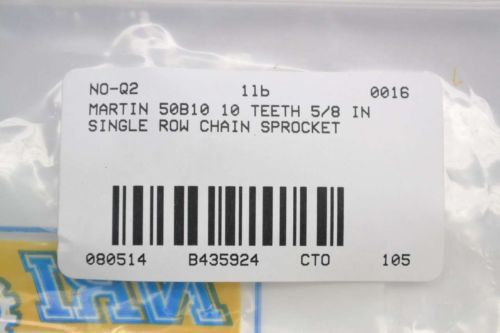 NO-Q2 1lb 0016
MARTIN 50B10 10 TEETH 5/8 IN
SINGLE ROW CHAIN SPROCKET
080514 B435924 CTO 105